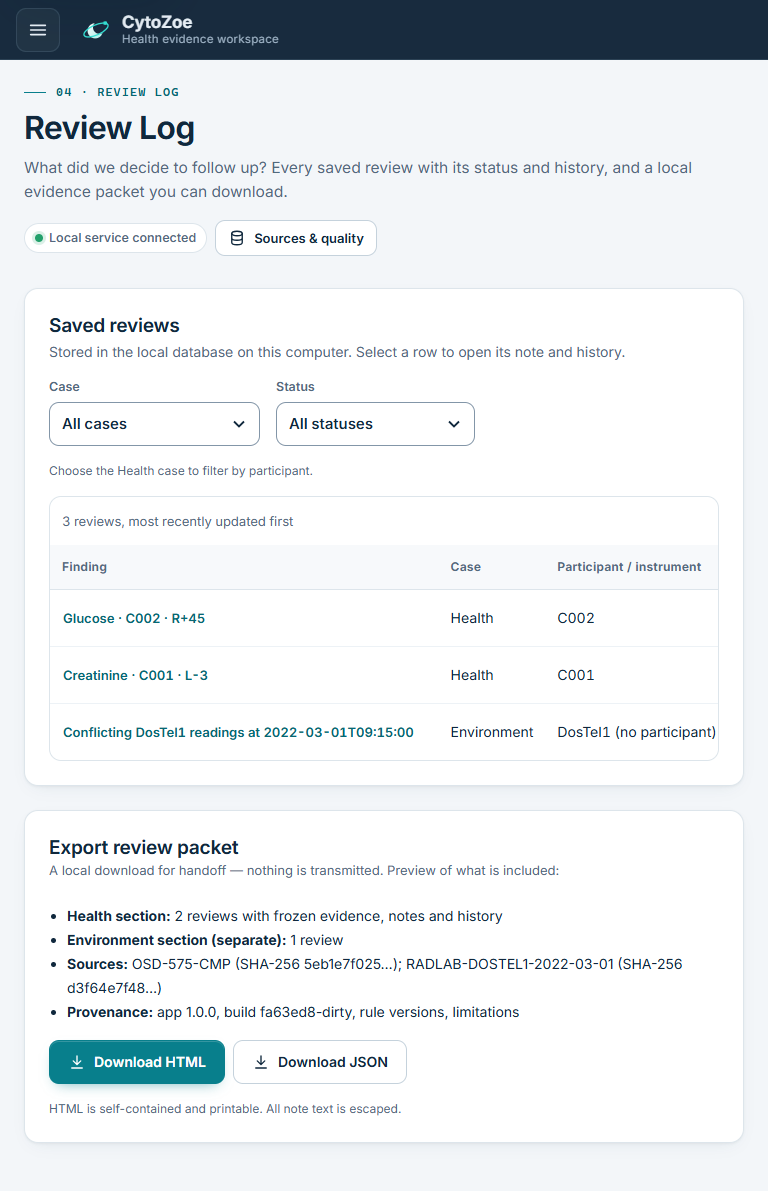 CytoZoe
Health evidence workspace
04 · REVIEW LOG
Review Log
What did we decide to follow up? Every saved review with its status and history, and a local
evidence packet you can download.
Local service connected
Sources & quality
Saved reviews
Stored in the local database on this computer. Select a row to open its note and history.
Case
Status
All cases
All statuses
Choose the Health case to filter by participant.
3 reviews, most recently updated first
Finding Case Participant / instrument
Glucose · C002 · R+45 Health C002
Creatinine · C001 · L-3 Health C001
Conflicting DosTel1 readings at 2022-03-01T09:15:00 Environment DosTel1 (no participant)
Export review packet
A local download for handoff — nothing is transmitted. Preview of what is included:
• Health section: 2 reviews with frozen evidence, notes and history
• Environment section (separate): 1 review
• Sources: OSD-575-CMP (SHA-256 5eb1e7f025…); RADLAB-DOSTEL1-2022-03-01 (SHA-256
d3f64e7f48…)
• Provenance: app 1.0.0, build fa63ed8-dirty, rule versions, limitations
Download HTML
Download JSON
HTML is self-contained and printable. All note text is escaped.